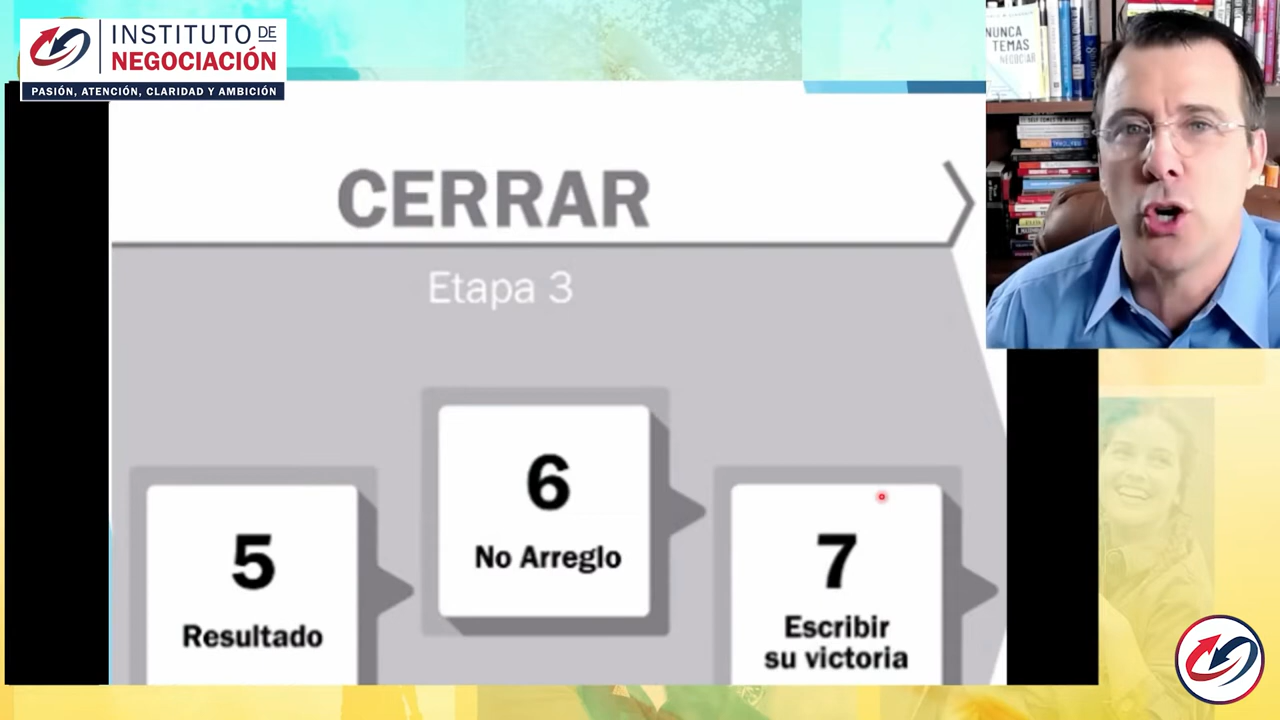 INSTITUTO DE
NEGOCIACIÓN
PASIÓN, ATENCIÓN, CLARIDAD Y AMBICIÓN
NUNCA
TEMAS
NEGOCIAR
CERRAR
Etapa 3
5
Resultado
6
No Arreglo
7
Escribir
su victoria